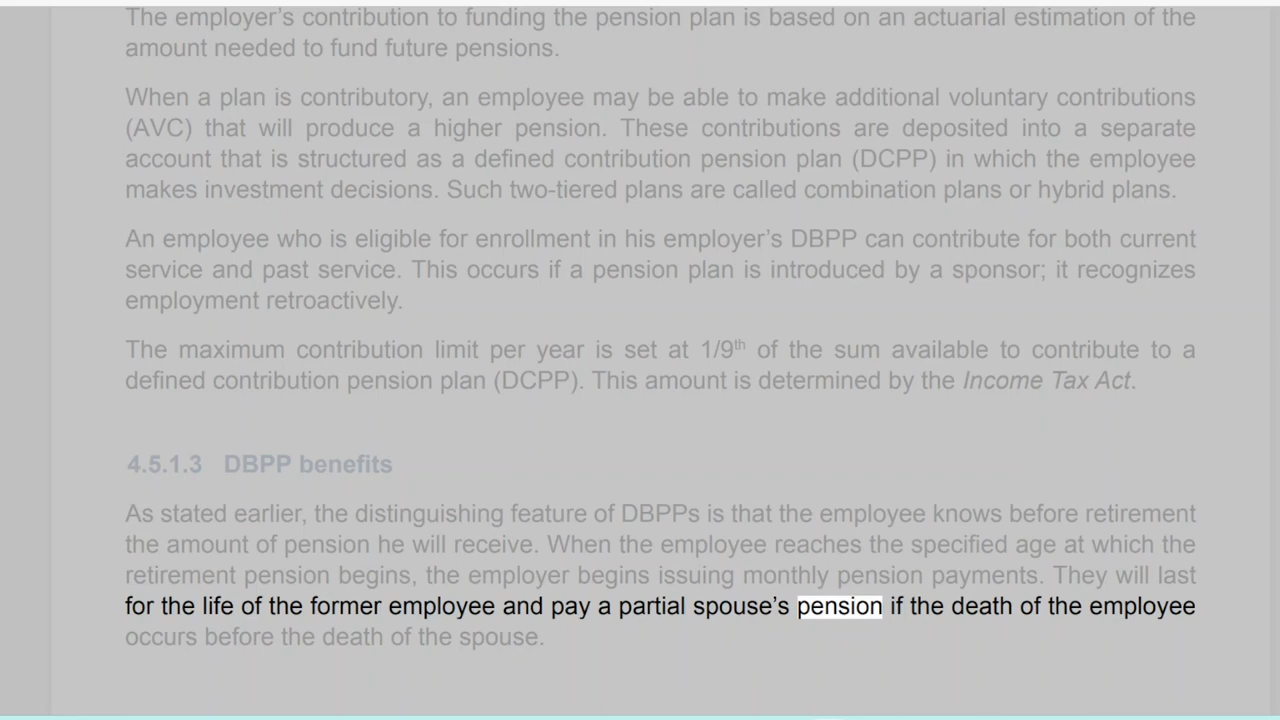 The employer’s contribution to funding the pension plan is based on an actuarial estimation of the
amount needed to fund future pensions.
When a plan is contributory, an employee may be able to make additional voluntary contributions
(AVC) that will produce a higher pension. These contributions are deposited into a separate
account that is structured as a defined contribution pension plan (DCPP) in which the employee
makes investment decisions. Such two-tiered plans are called combination plans or hybrid plans.
An employee who is eligible for enrollment in his employer’s DBPP can contribute for both current
service and past service. This occurs if a pension plan is introduced by a sponsor; it recognizes
employment retroactively.
The maximum contribution limit per year is set at 1/9th of the sum available to contribute to a
defined contribution pension plan (DCPP). This amount is determined by the Income Tax Act.
4.5.1.3 DBPP benefits
As stated earlier, the distinguishing feature of DBPPs is that the employee knows before retirement
the amount of pension he will receive. When the employee reaches the specified age at which the
retirement pension begins, the employer begins issuing monthly pension payments. They will last
for the life of the former employee and pay a partial spouse’s pension if the death of the employee
occurs before the death of the spouse.